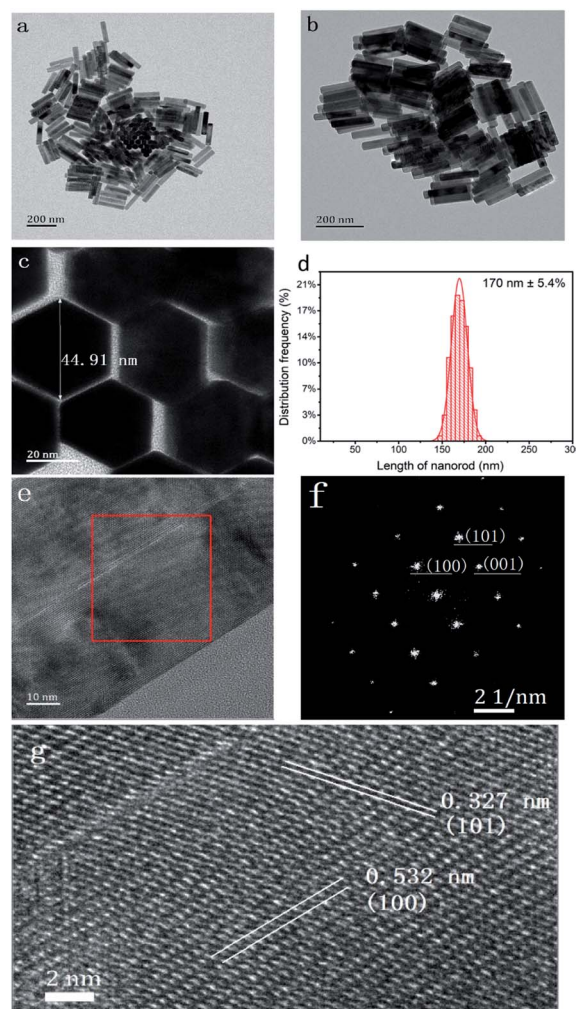 a
200 nm
b
200 nm
c
44.91 nm
20 nm
d
170 nm ± 5.4%
Distribution frequency (%)
21%
17%
14%
10%
7%
3%
0%
50
100
150
200
250
300
Length of nanorod (nm)
e
10 nm
f
(101)
(100)
(001)
2 1/nm
g
0.327 nm
(101)
0.532 nm
(100)
2 nm